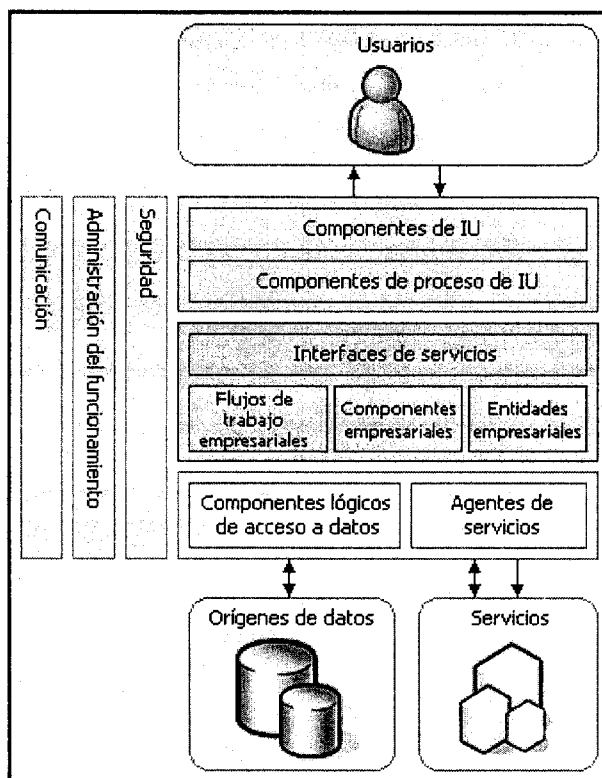 Usuarios
Comunicación
Administración del funcionamiento
Seguridad
Componentes de IU
Componentes de proceso de IU
Interfaces de servicios
Flujos de
trabajo
empresariales
Componentes
empresariales
Entidades
empresariales
Componentes lógicos
de acceso a datos
Agentes de
servicios
Orígenes de datos
Servicios